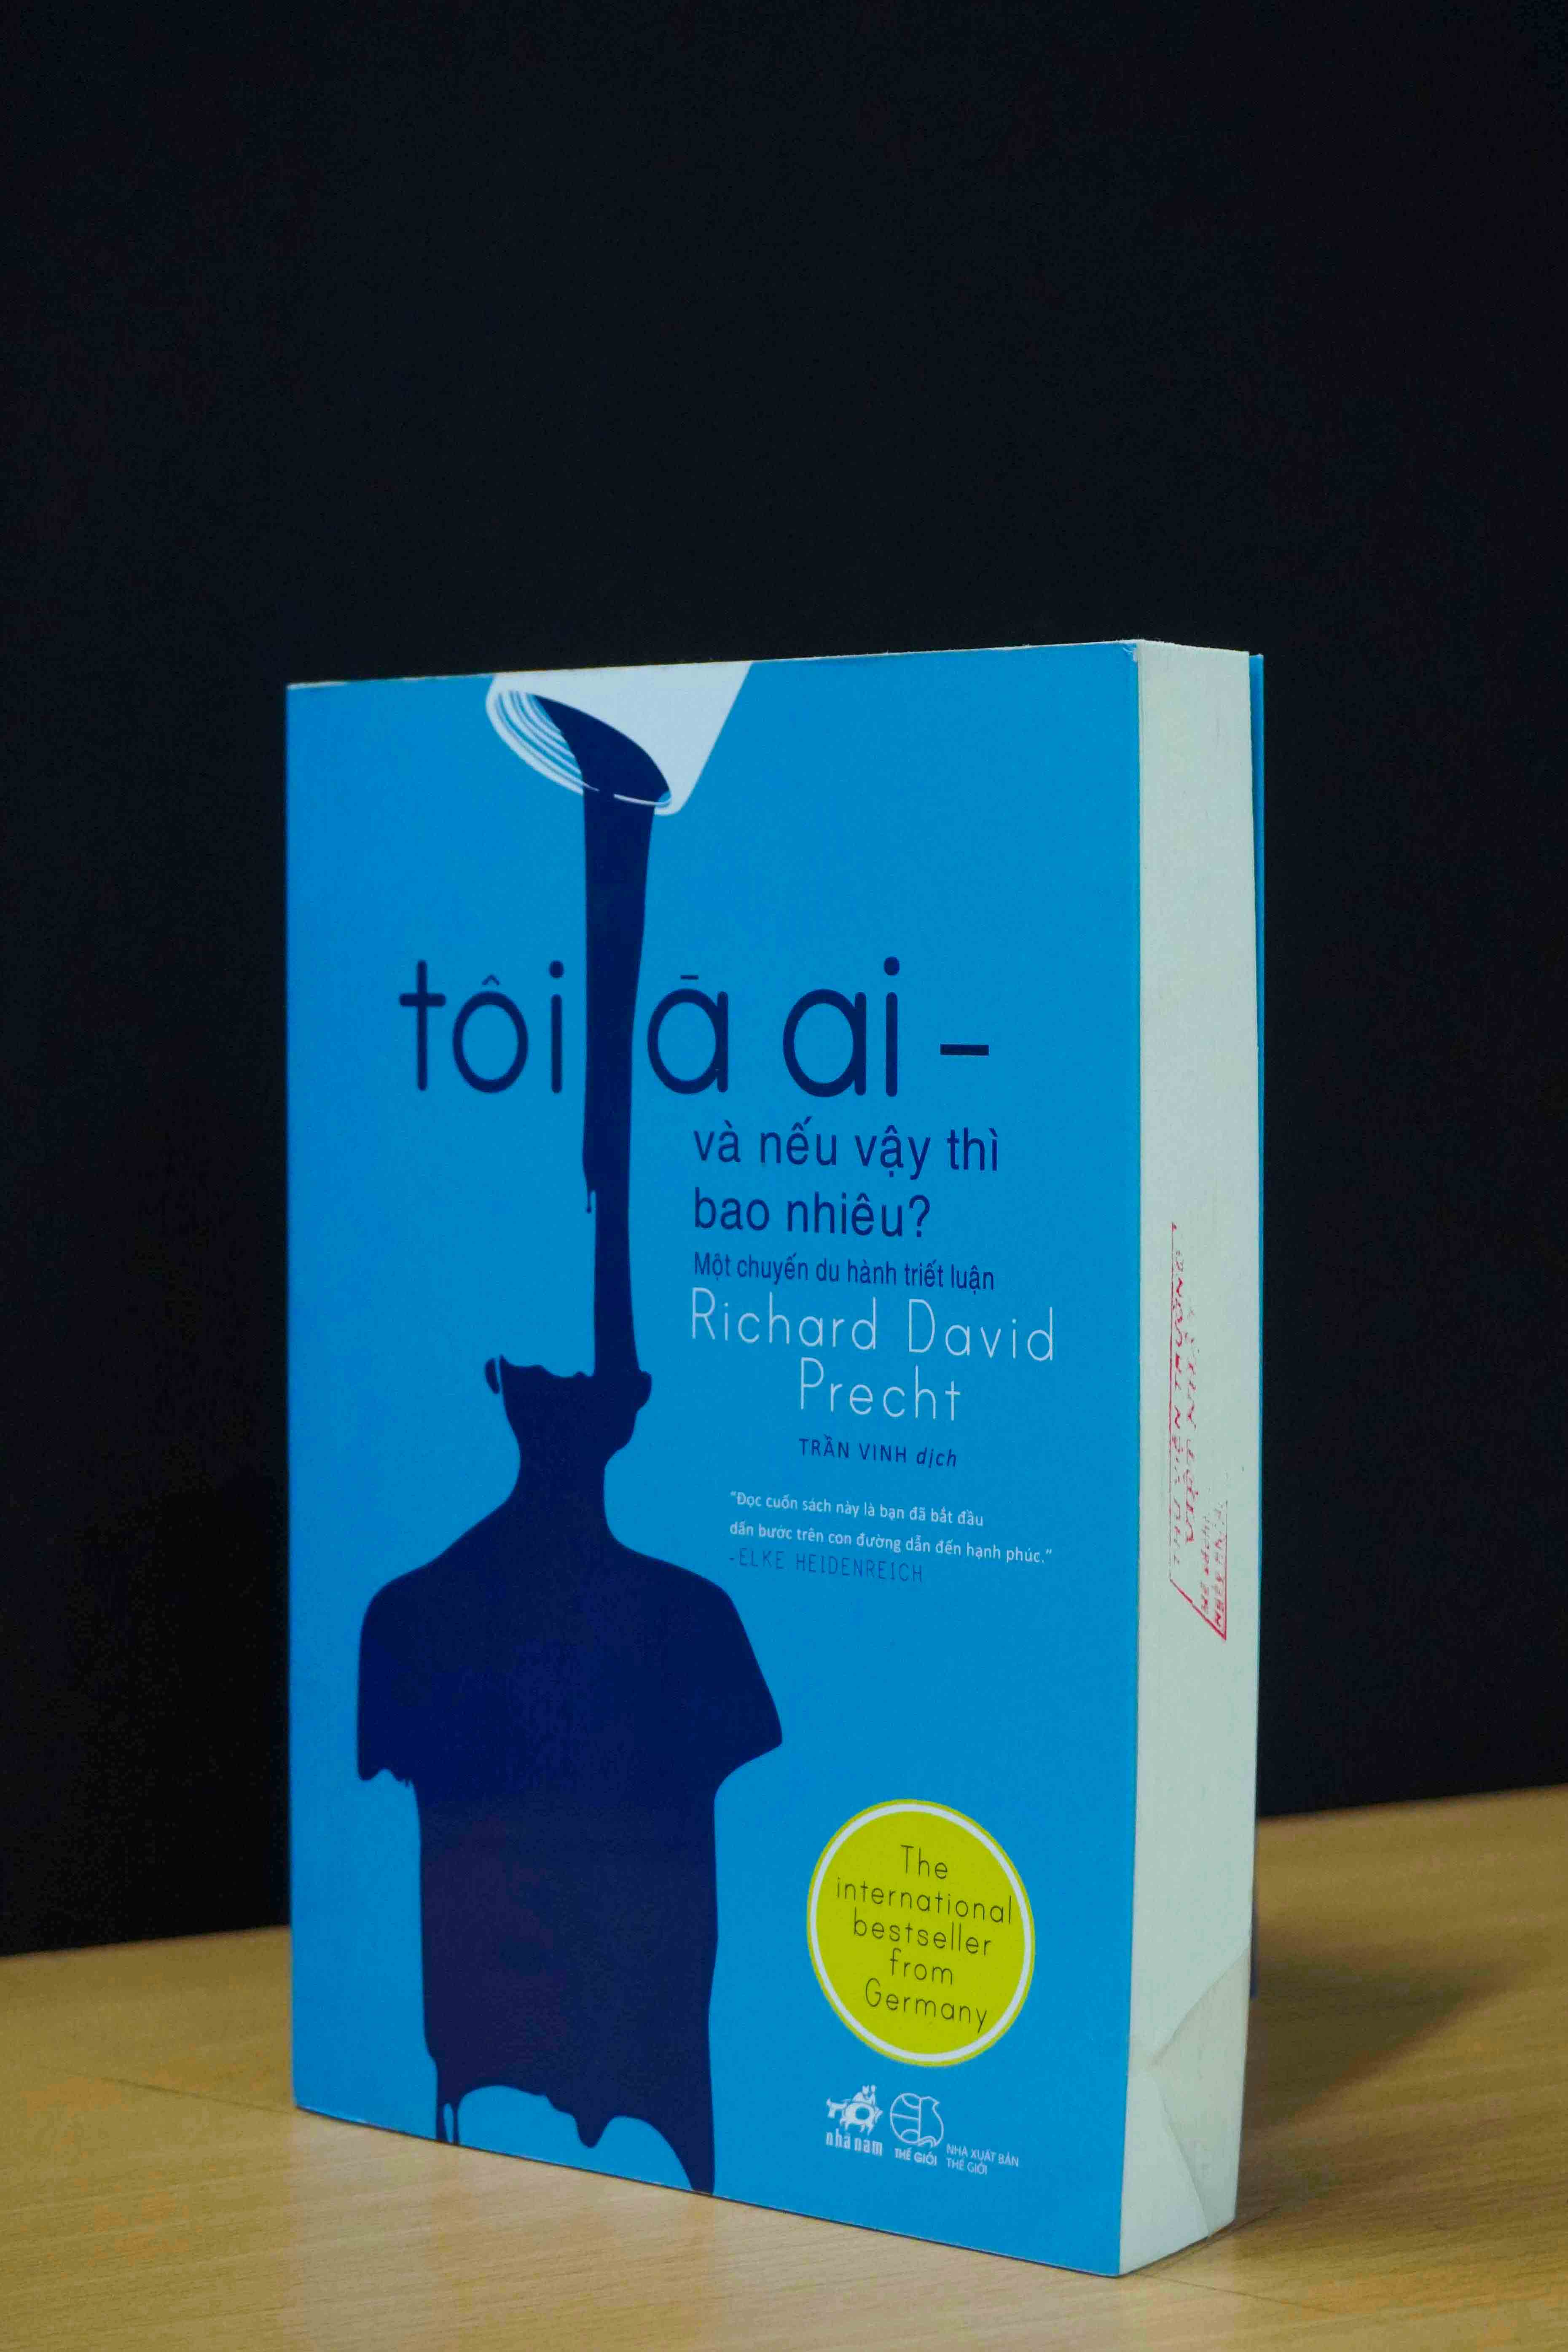 tôi là ai –
và nếu vậy thì
bao nhiêu?
Một chuyến du hành triết luận
Richard David
Precht
TRẦN VINH dịch
"Đọc cuốn sách này là bạn đã bắt đầu
dấn bước trên con đường dẫn đến hạnh phúc."
-ELKE HEIDENREICH
The
international
bestseller
from
Germany
nhã nam
THẾ GIỚI
NHÀ XUẤT BẢN
THẾ GIỚI